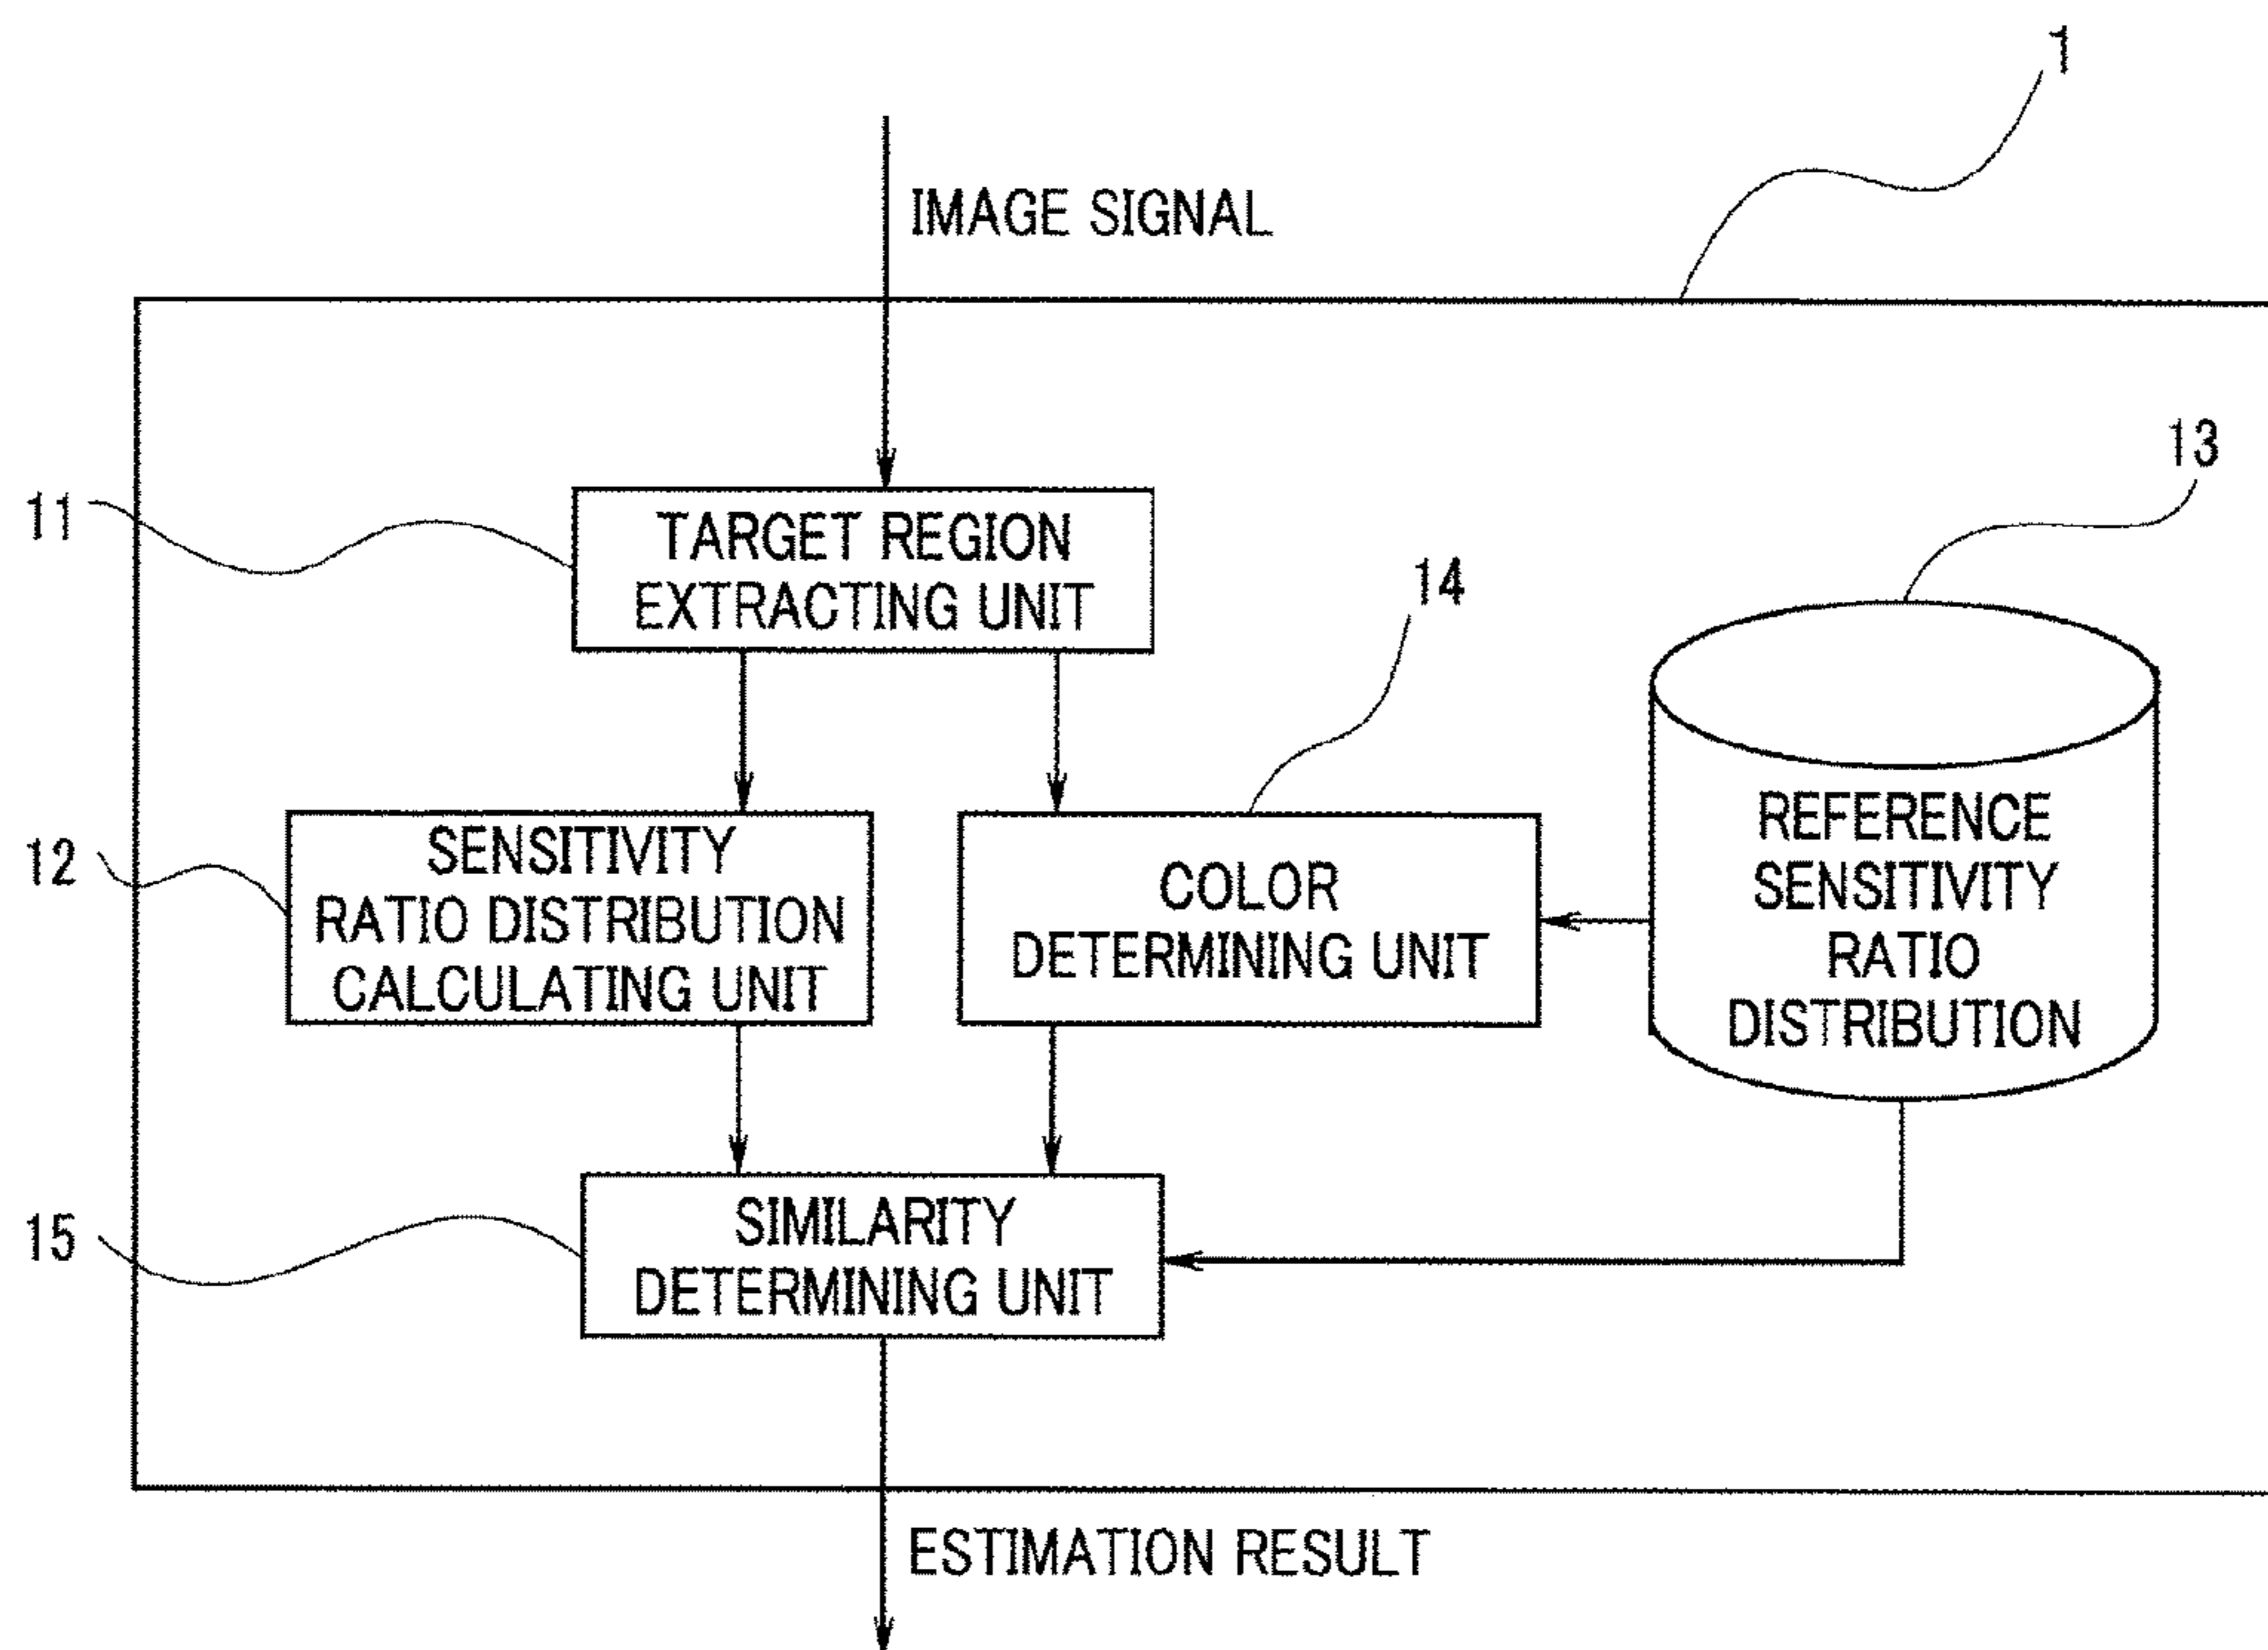 1
IMAGE SIGNAL
13
11
TARGET REGION
EXTRACTING UNIT
14
12
SENSITIVITY
RATIO DISTRIBUTION
CALCULATING UNIT
COLOR
DETERMINING UNIT
REFERENCE
SENSITIVITY
RATIO
DISTRIBUTION
15
SIMILARITY
DETERMINING UNIT
ESTIMATION RESULT